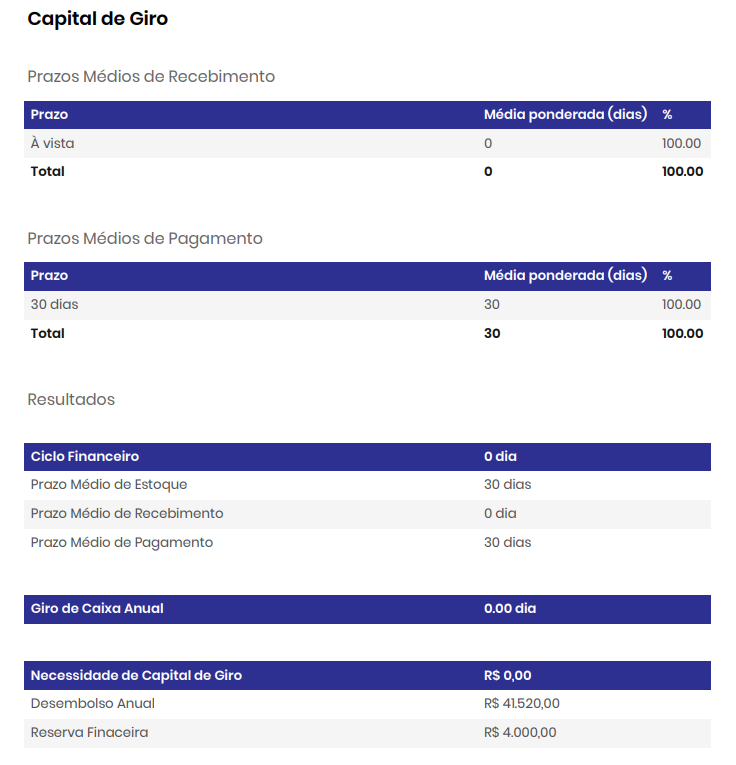 Capital de Giro
Prazos Médios de Recebimento
Prazo Média ponderada (dias) %
À vista 0 100.00
Total 0 100.00
Prazos Médios de Pagamento
Prazo Média ponderada (dias) %
30 dias 30 100.00
Total 30 100.00
Resultados
Ciclo Financeiro 0 dia
Prazo Médio de Estoque 30 dias
Prazo Médio de Recebimento 0 dia
Prazo Médio de Pagamento 30 dias
Giro de Caixa Anual 0.00 dia
Necessidade de Capital de Giro R$ 0,00
Desembolso Anual R$ 41.520,00
Reserva Finaceira R$ 4.000,00